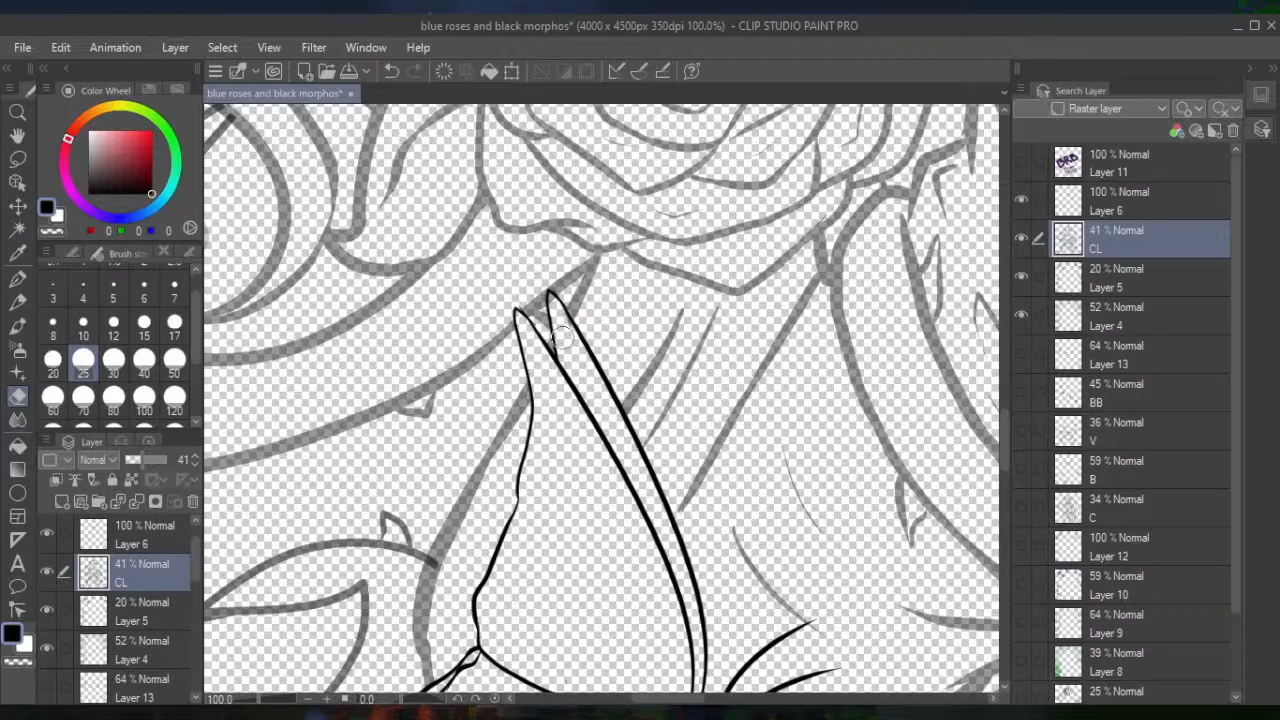 blue roses and black morphos* (4000 x 4500px 350dpi 100.0%) - CLIP STUDIO PAINT PRO
File Edit Animation Layer Select View Filter Window Help
blue roses and black morphos*
Color Wheel
0 0 0
Brush size
3 4 5 6 7
8 10 12 15 17
20 25 30 40 50
60 70 80 100 120
Layer
Normal 41
100 % Normal
Layer 6
41 % Normal
CL
20 % Normal
Layer 5
52 % Normal
Layer 4
64 % Normal
Layer 13
100.0 0.0
Search Layer
Raster layer
100 % Normal
Layer 11
100 % Normal
Layer 6
41 % Normal
CL
20 % Normal
Layer 5
52 % Normal
Layer 4
64 % Normal
Layer 13
45 % Normal
BB
36 % Normal
V
59 % Normal
B
34 % Normal
C
100 % Normal
Layer 12
59 % Normal
Layer 10
64 % Normal
Layer 9
39 % Normal
Layer 8
25 % Normal